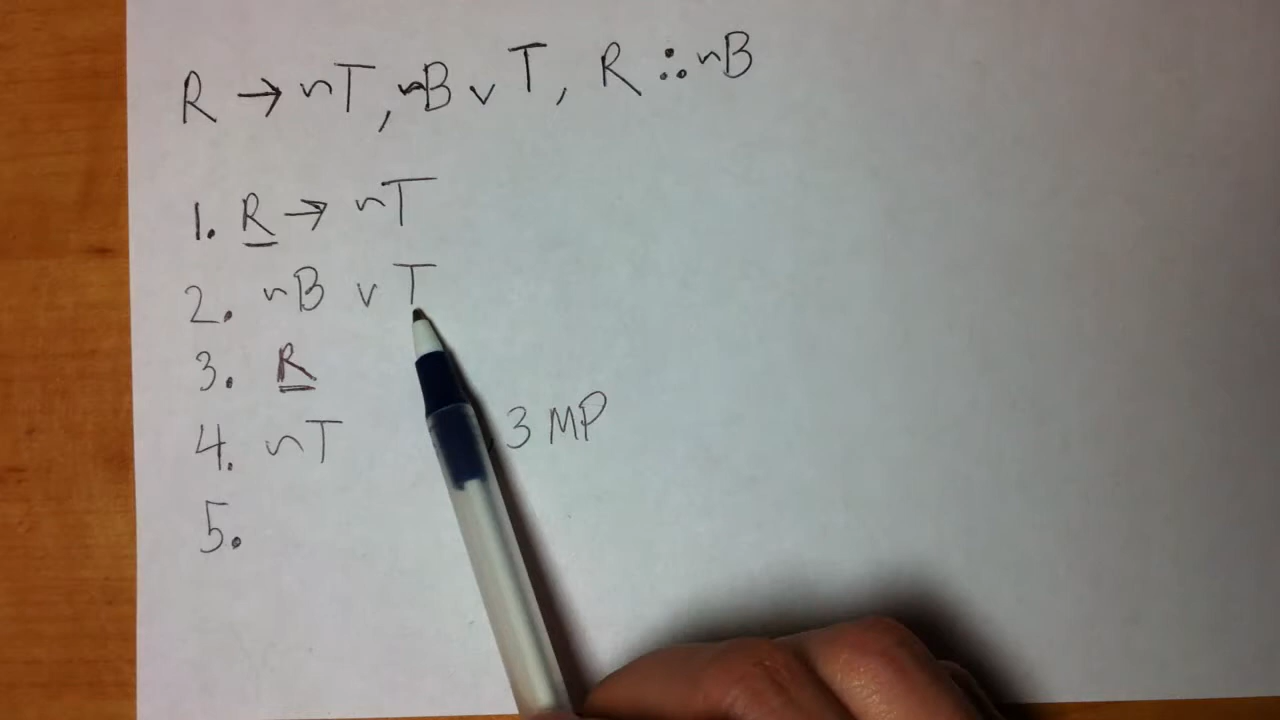 R → ~T, ~B v T, R ∴ ~B
1. R → ~T
2. ~B v T
3. R
4. ~T , 3 MP
5.